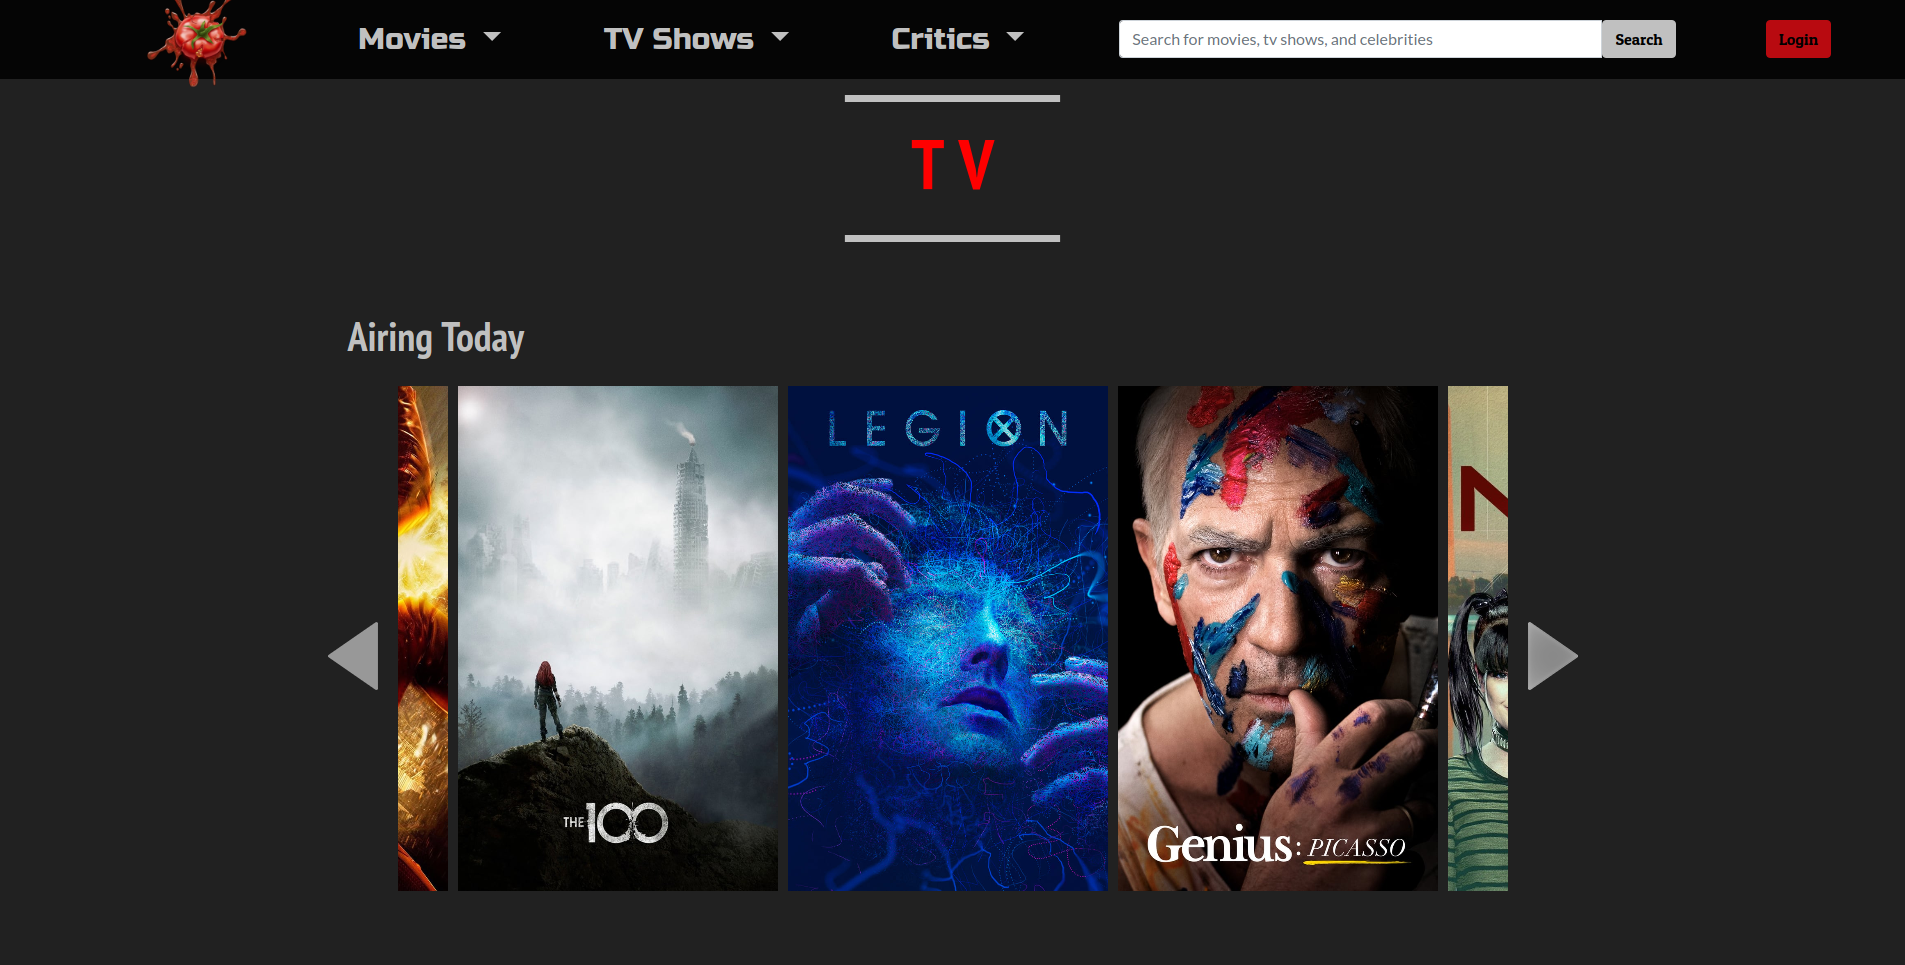 Movies
TV Shows
Critics
Search for movies, tv shows, and celebrities
Search
Login
TV
Airing Today
THE 100
LEGION
Genius: PICASSO
N